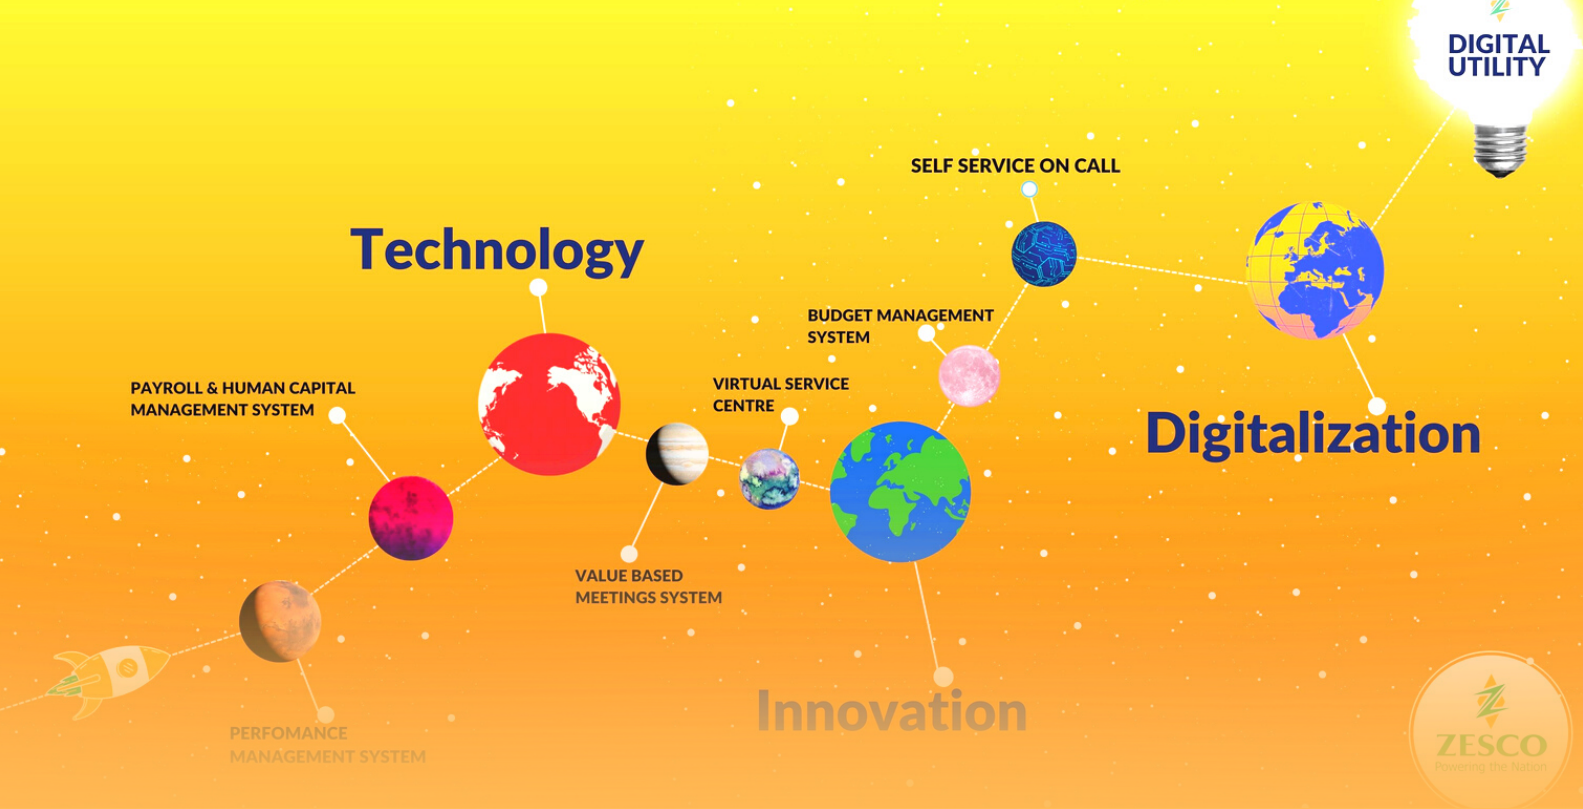 DIGITAL
UTILITY
SELF SERVICE ON CALL
Technology
BUDGET MANAGEMENT
SYSTEM
PAYROLL & HUMAN CAPITAL
MANAGEMENT SYSTEM
VIRTUAL SERVICE
CENTRE
Digitalization
VALUE BASED
MEETINGS SYSTEM
Innovation
PERFOMANCE
MANAGEMENT SYSTEM
ZESCO
Powering the Nation